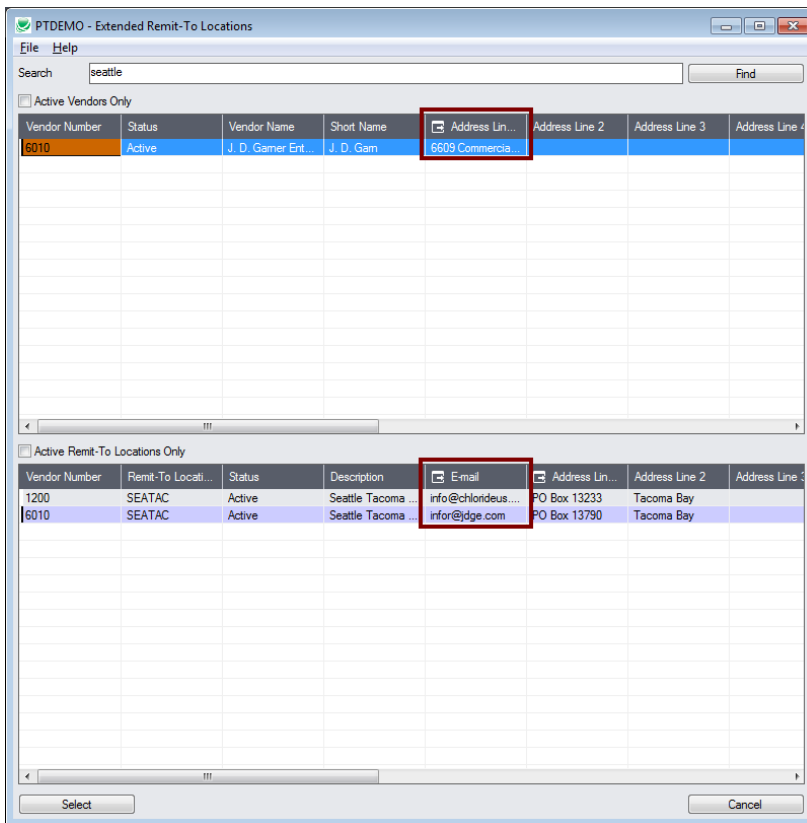 PTDEMO - Extended Remit-To Locations
File Help
Search seattle Find
Active Vendors Only
Vendor Number Status Vendor Name Short Name Address Lin... Address Line 2 Address Line 3 Address Line 4
6010 Active J. D. Garner Ent... J. D. Garn 6609 Commercia...
Active Remit-To Locations Only
Vendor Number Remit-To Locati... Status Description E-mail Address Lin... Address Line 2 Address Line 3
1200 SEATAC Active Seattle Tacoma ... info@chlorideus.... PO Box 13233 Tacoma Bay
6010 SEATAC Active Seattle Tacoma ... infor@jdge.com PO Box 13790 Tacoma Bay
Select Cancel